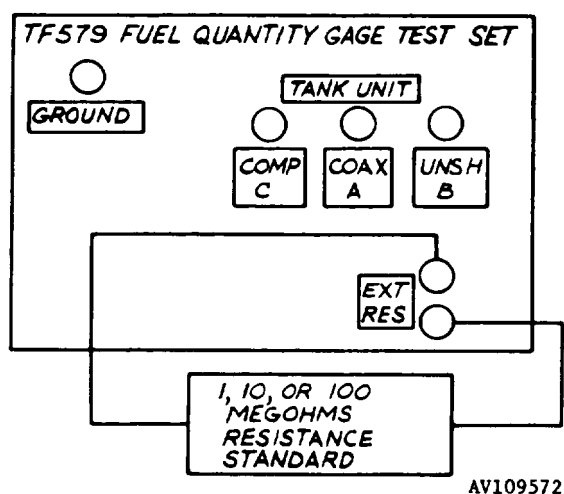 TF579 FUEL QUANTITY GAGE TEST SET
GROUND
TANK UNIT
COMP
C
COAX
A
UNSH
B
EXT
RES
1, 10, OR 100
MEGOHMS
RESISTANCE
STANDARD
AV109572